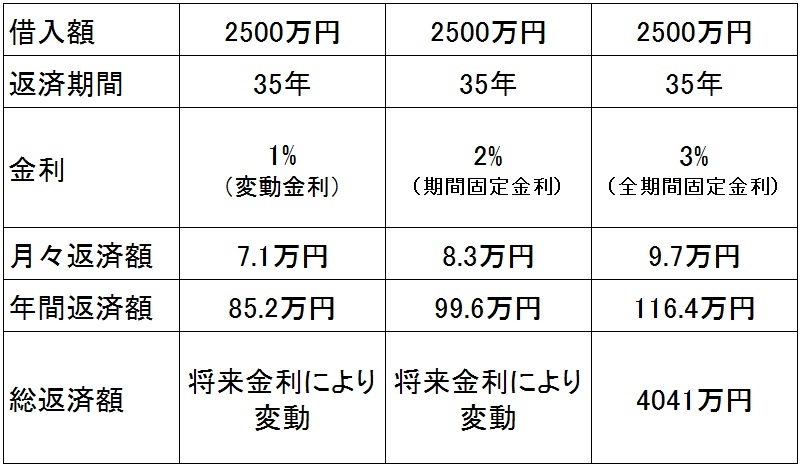 借入額 2500万円 2500万円 2500万円
返済期間 35年 35年 35年
金利 1% 2% 3%
（変動金利） （期間固定金利） （全期間固定金利）
月々返済額 7.1万円 8.3万円 9.7万円
年間返済額 85.2万円 99.6万円 116.4万円
総返済額 将来金利により 将来金利により 4041万円
変動 変動